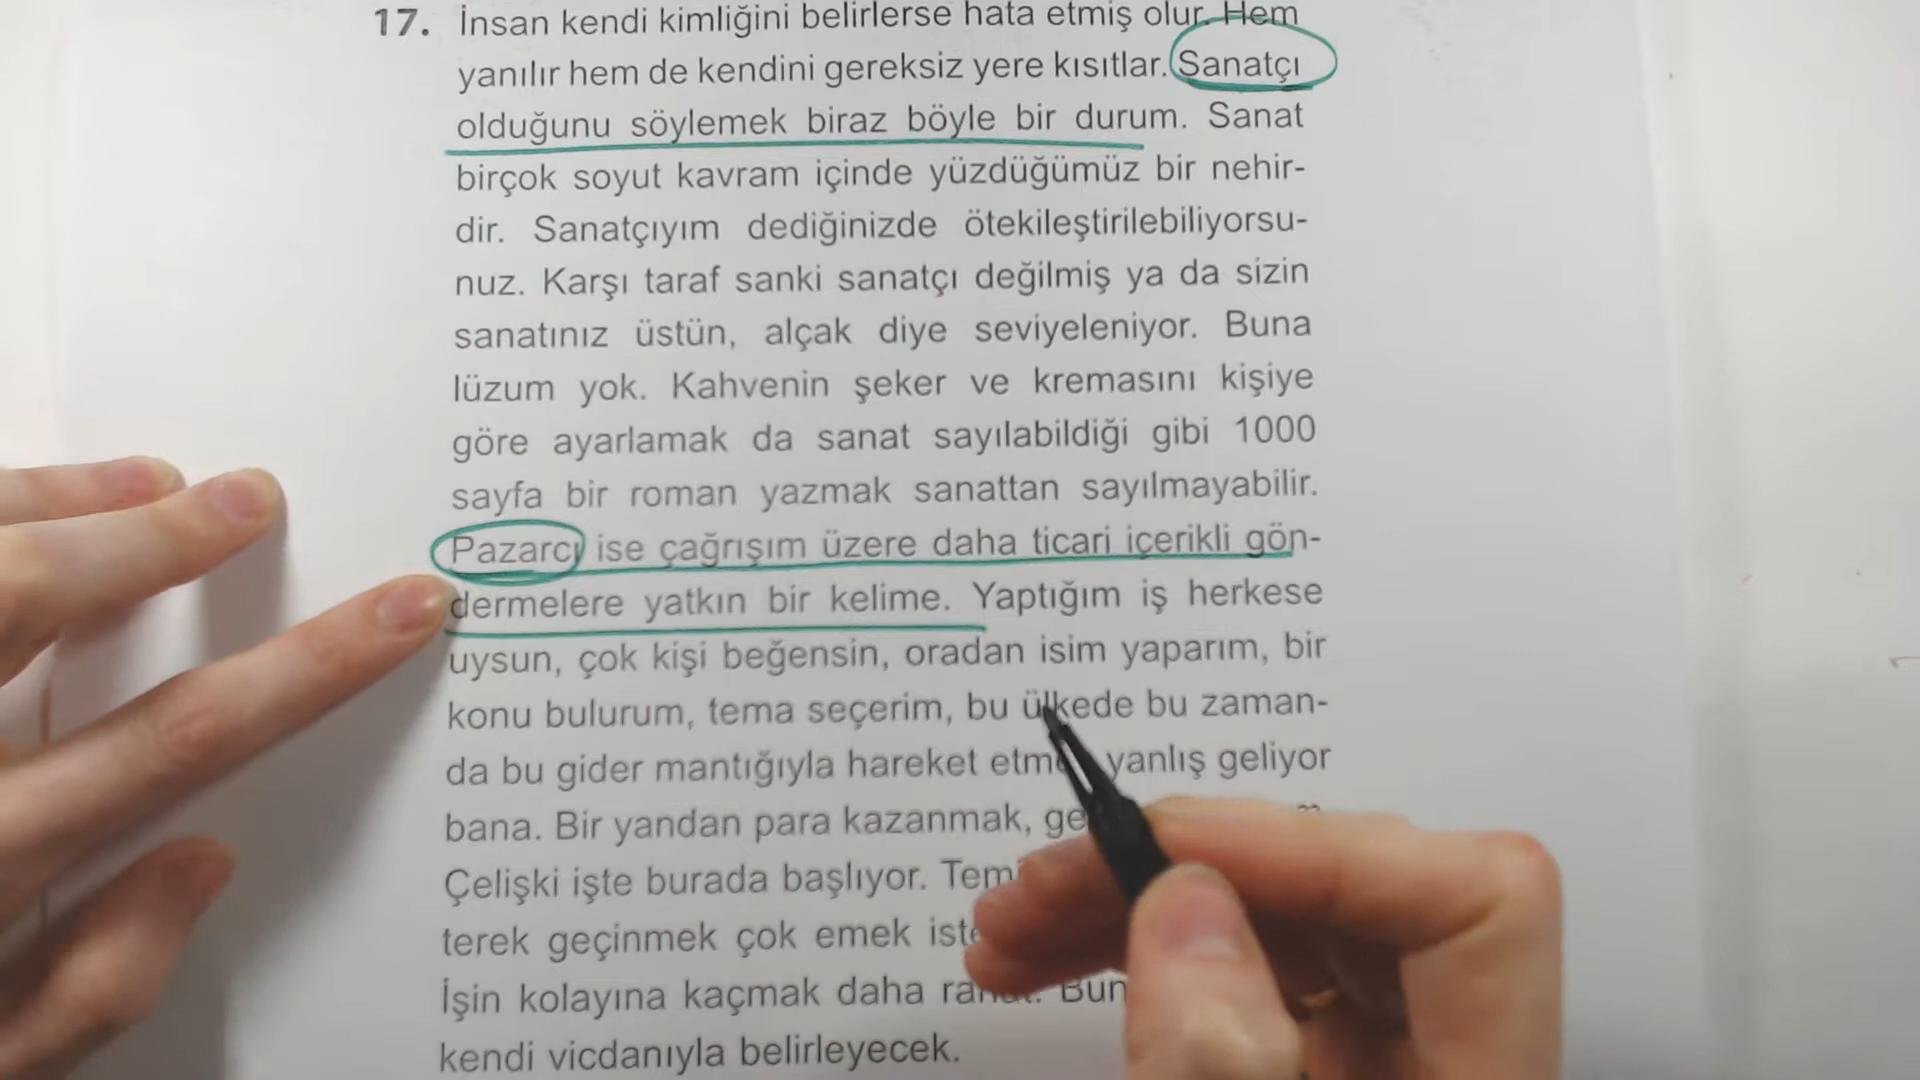 17. İnsan kendi kimliğini belirlerse hata etmiş olur. Hem
yanılır hem de kendini gereksiz yere kısıtlar. Sanatçı
olduğunu söylemek biraz böyle bir durum. Sanat
birçok soyut kavram içinde yüzdüğümüz bir nehir-
dir. Sanatçıyım dediğinizde ötekileştirilebiliyorsu-
nuz. Karşı taraf sanki sanatçı değilmiş ya da sizin
sanatınız üstün, alçak diye seviyeleniyor. Buna
lüzum yok. Kahvenin şeker ve kremasını kişiye
göre ayarlamak da sanat sayılabildiği gibi 1000
sayfa bir roman yazmak sanattan sayılmayabilir.
Pazarcı ise çağrışım üzere daha ticari içerikli gön-
dermelere yatkın bir kelime. Yaptığım iş herkese
uysun, çok kişi beğensin, oradan isim yaparım, bir
konu bulurum, tema seçerim, bu ülkede bu zaman-
da bu gider mantığıyla hareket yanlış geliyor
bana. Bir yandan para kazanmak,
Çelişki işte burada başlıyor.
terek geçinmek çok emek
İşin kolayına kaçmak daha
kendi vicdanıyla belirleyecek.